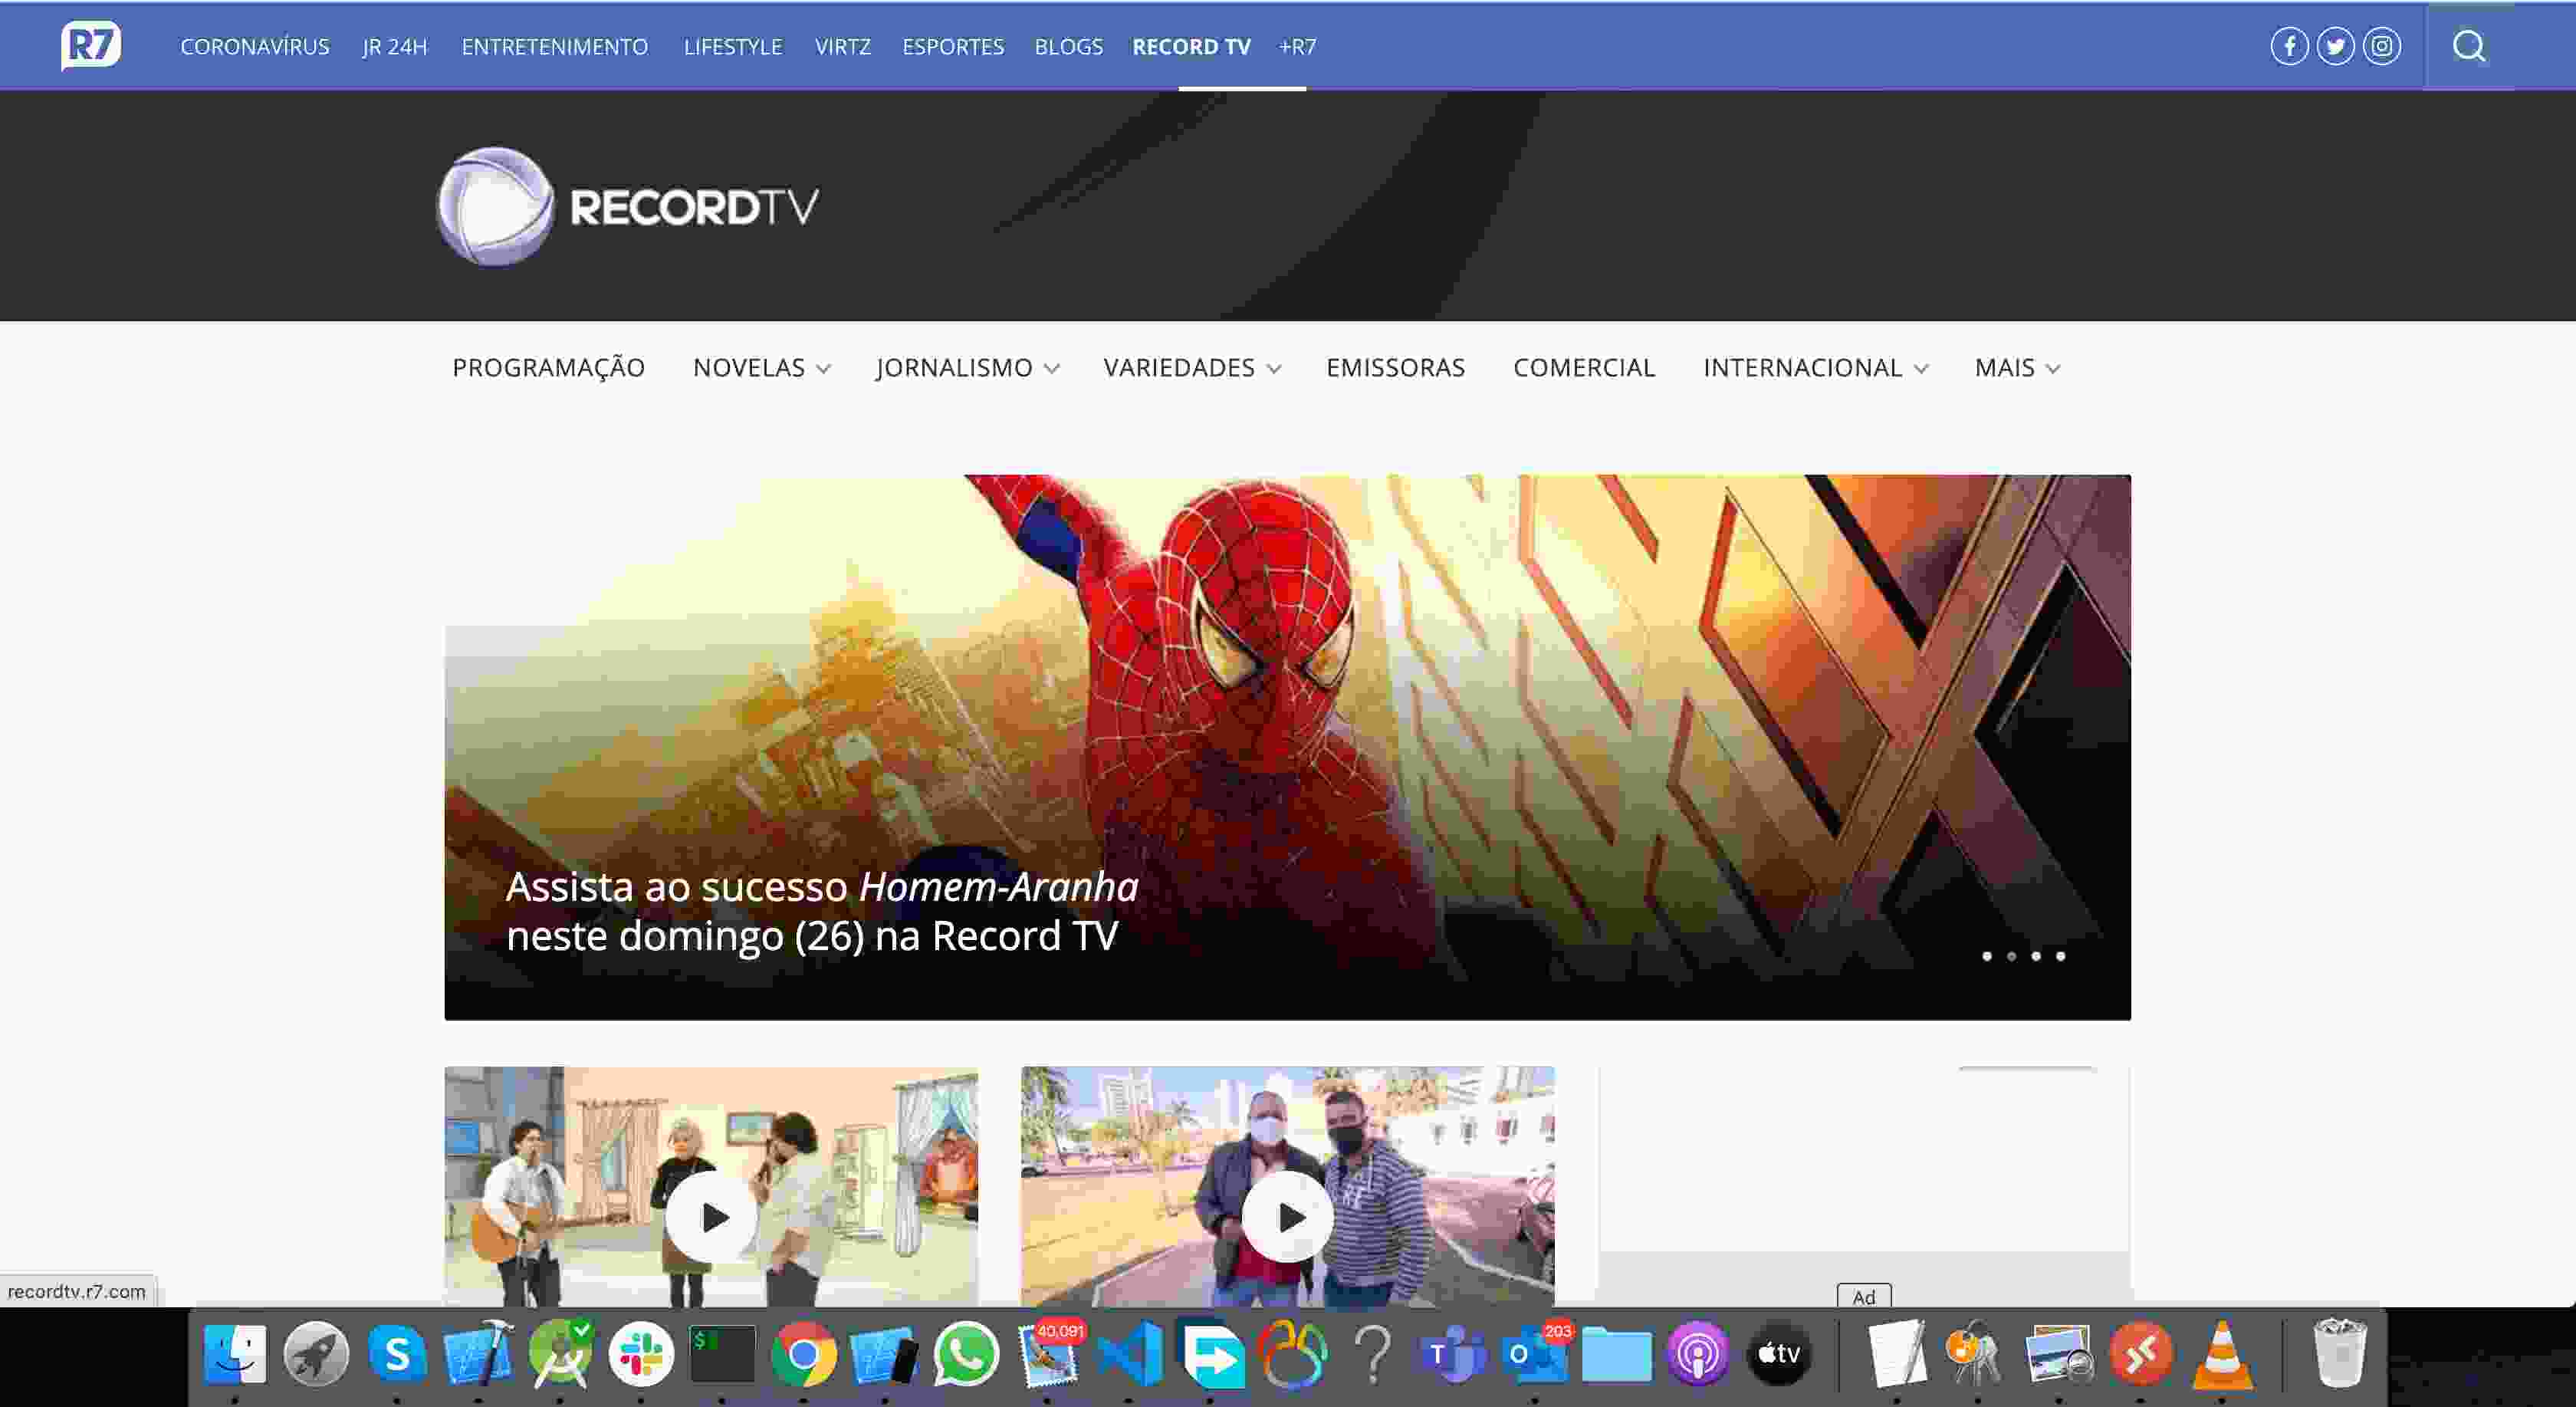 R7 CORONAVÍRUS JR 24H ENTRETENIMENTO LIFESTYLE VIRTZ ESPORTES BLOGS RECORD TV +R7
RECORDTV
PROGRAMAÇÃO NOVELAS JORNALISMO VARIEDADES EMISSORAS COMERCIAL INTERNACIONAL MAIS
Assista ao sucesso Homem-Aranha
neste domingo (26) na Record TV
recordtv.r7.com
Ad
40,091
203
tv